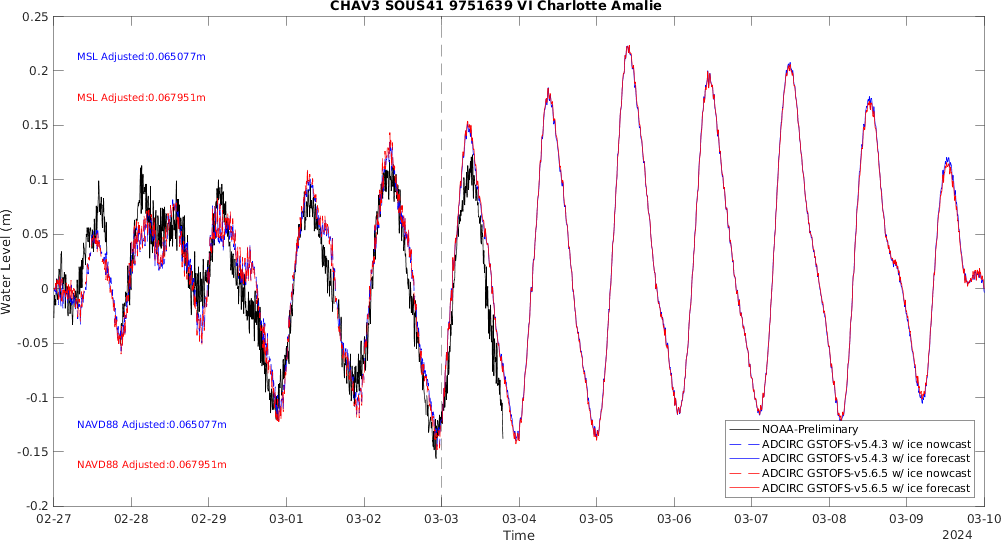 CHAV3 SOUS41 9751639 VI Charlotte Amalie
0.25
0.2
0.15
0.1
0.05
0
-0.05
-0.1
-0.15
-0.2
Water Level (m)
MSL Adjusted:0.065077m
MSL Adjusted:0.067951m
NAVD88 Adjusted:0.065077m
NAVD88 Adjusted:0.067951m
NOAA-Preliminary
ADCIRC GSTOFS-v5.4.3 w/ ice nowcast
ADCIRC GSTOFS-v5.4.3 w/ ice forecast
ADCIRC GSTOFS-v5.6.5 w/ ice nowcast
ADCIRC GSTOFS-v5.6.5 w/ ice forecast
02-27 02-28 02-29 03-01 03-02 03-03 03-04 03-05 03-06 03-07 03-08 03-09 03-10
Time
2024